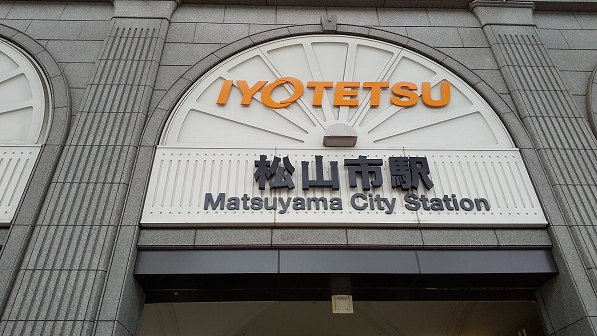 IYOTETSU
松山市駅
Matsuyama City Station